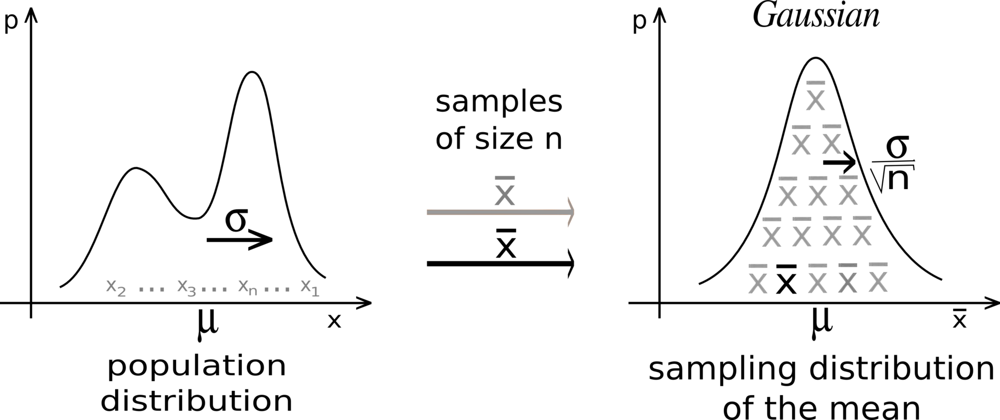 p
σ
x₂ ... x₃ ... xₙ ... x₁
μ
x
population
distribution
samples
of size n
x̄
x̄
Gaussian
p
x̄
x̄ x̄
σ
√n
x̄ x̄ x̄
x̄ x̄ x̄ x̄
x̄ x̄ x̄ x̄ x̄
μ
x̄
sampling distribution
of the mean